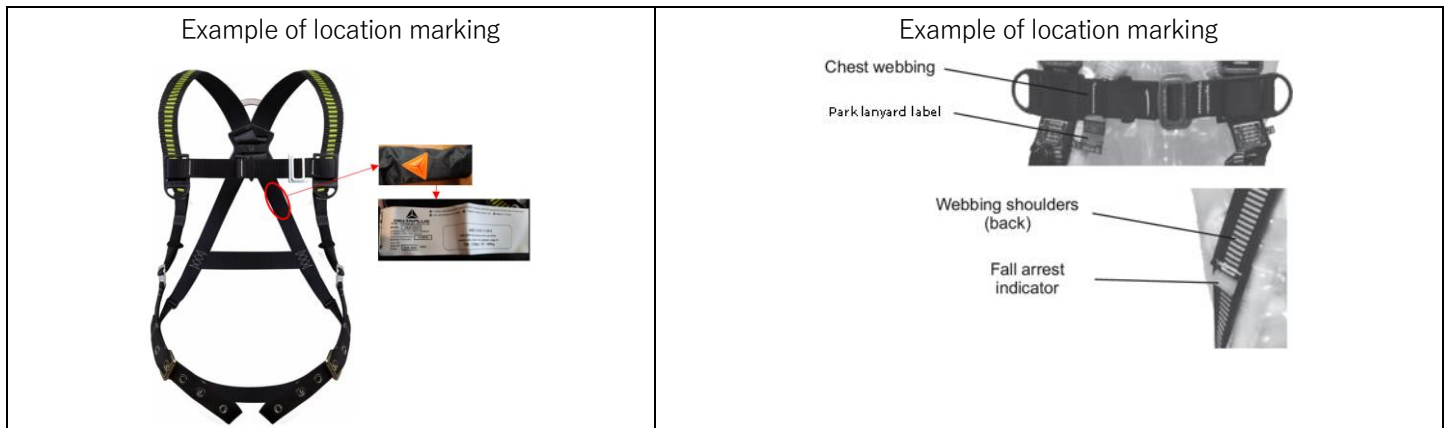 Example of location marking
DELTAPLUS
Example of location marking
Chest webbing
Park lanyard label
Webbing shoulders
(back)
Fall arrest
indicator